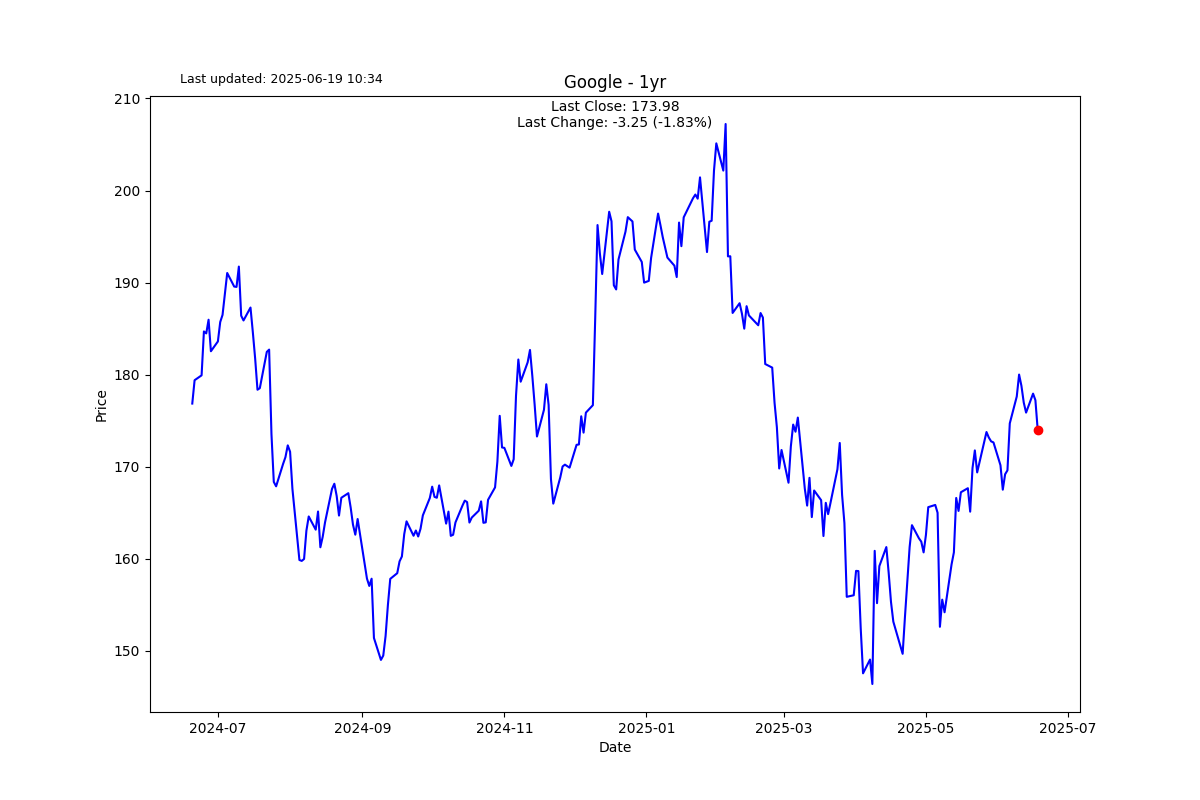 Last updated: 2025-06-19 10:34
Google - 1yr
Last Close: 173.98
Last Change: -3.25 (-1.83%)
210
200
190
180
170
160
150
Price
2024-07
2024-09
2024-11
2025-01
2025-03
2025-05
2025-07
Date